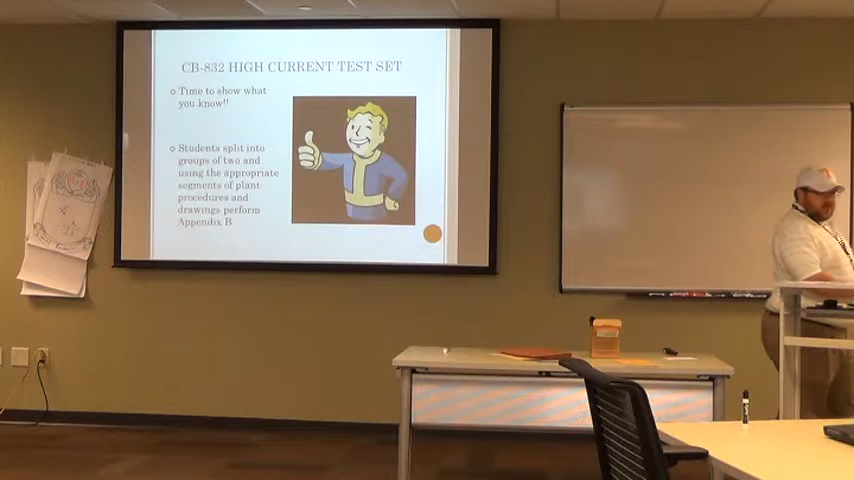 CB-832 HIGH CURRENT TEST SET
Time to show what
you know!!
Students split into
groups of two and
using the appropriate
segments of plant
procedures and
drawings perform
Appendix B